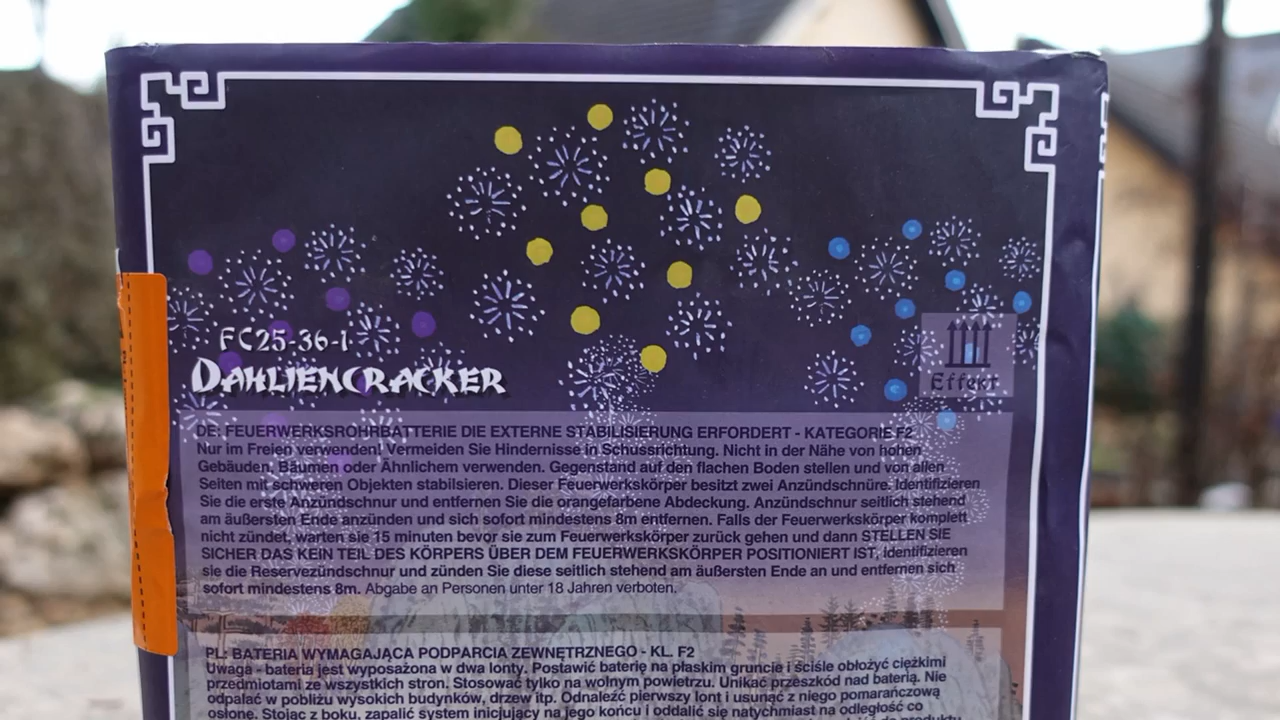 FC25-36-1
DAHLIENCRACKER
Effekt
DE: FEUERWERKSROHRBATTERIE DIE EXTERNE STABILISIERUNG ERFORDERT - KATEGORIE F2
Nur im Freien verwenden! Vermeiden Sie Hindernisse in Schussrichtung. Nicht in der Nähe von hohen
Gebäuden, Bäumen oder Ähnlichem verwenden. Gegenstand auf den flachen Boden stellen und von allen
Seiten mit schweren Objekten stabilsieren. Dieser Feuerwerkskörper besitzt zwei Anzündschnüre. Identifizieren
Sie die erste Anzündschnur und entfernen Sie die orangefarbene Abdeckung. Anzündschnur seitlich stehend
am äußersten Ende anzünden und sich sofort mindestens 8m entfernen. Falls der Feuerwerkskörper komplett
nicht zündet, warten sie 15 minuten bevor sie zum Feuerwerkskörper zurück gehen und dann STELLEN SIE
SICHER DAS KEIN TEIL DES KÖRPERS ÜBER DEM FEUERWERKSKÖRPER POSITIONIERT IST, identifizieren
sie die Reservezündschnur und zünden Sie diese seitlich stehend am äußersten Ende an und entfernen sich
sofort mindestens 8m. Abgabe an Personen unter 18 Jahren verboten.
PL: BATERIA WYMAGAJĄCA PODPARCIA ZEWNĘTRZNEGO - KL. F2
Uwaga - bateria jest wyposażona w dwa lonty. Postawić baterię na płaskim gruncie i ściśle obłożyć ciężkimi
przedmiotami ze wszystkich stron. Stosować tylko na wolnym powietrzu. Unikać przeszkód nad baterią. Nie
odpalać w pobliżu wysokich budynków, drzew itp. Odnaleźć pierwszy lont i usunąć z niego pomarańczową
osłonę. Stojąc z boku, zapalić system inicjujący na jego końcu i oddalić się natychmiast na odległość co